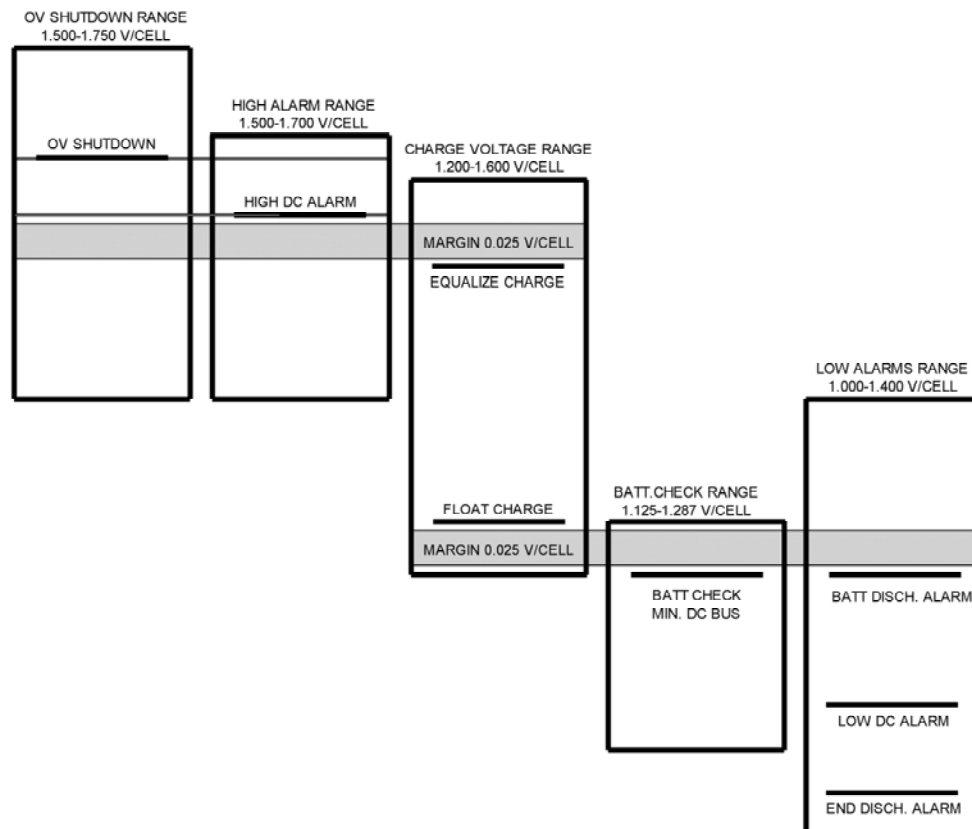 OV SHUTDOWN RANGE
1.500-1.750 V/CELL
OV SHUTDOWN
HIGH ALARM RANGE
1.500-1.700 V/CELL
HIGH DC ALARM
CHARGE VOLTAGE RANGE
1.200-1.600 V/CELL
MARGIN 0.025 V/CELL
EQUALIZE CHARGE
FLOAT CHARGE
MARGIN 0.025 V/CELL
BATT.CHECK RANGE
1.125-1.287 V/CELL
BATT CHECK
MIN. DC BUS
LOW ALARMS RANGE
1.000-1.400 V/CELL
BATT DISCH. ALARM
LOW DC ALARM
END DISCH. ALARM